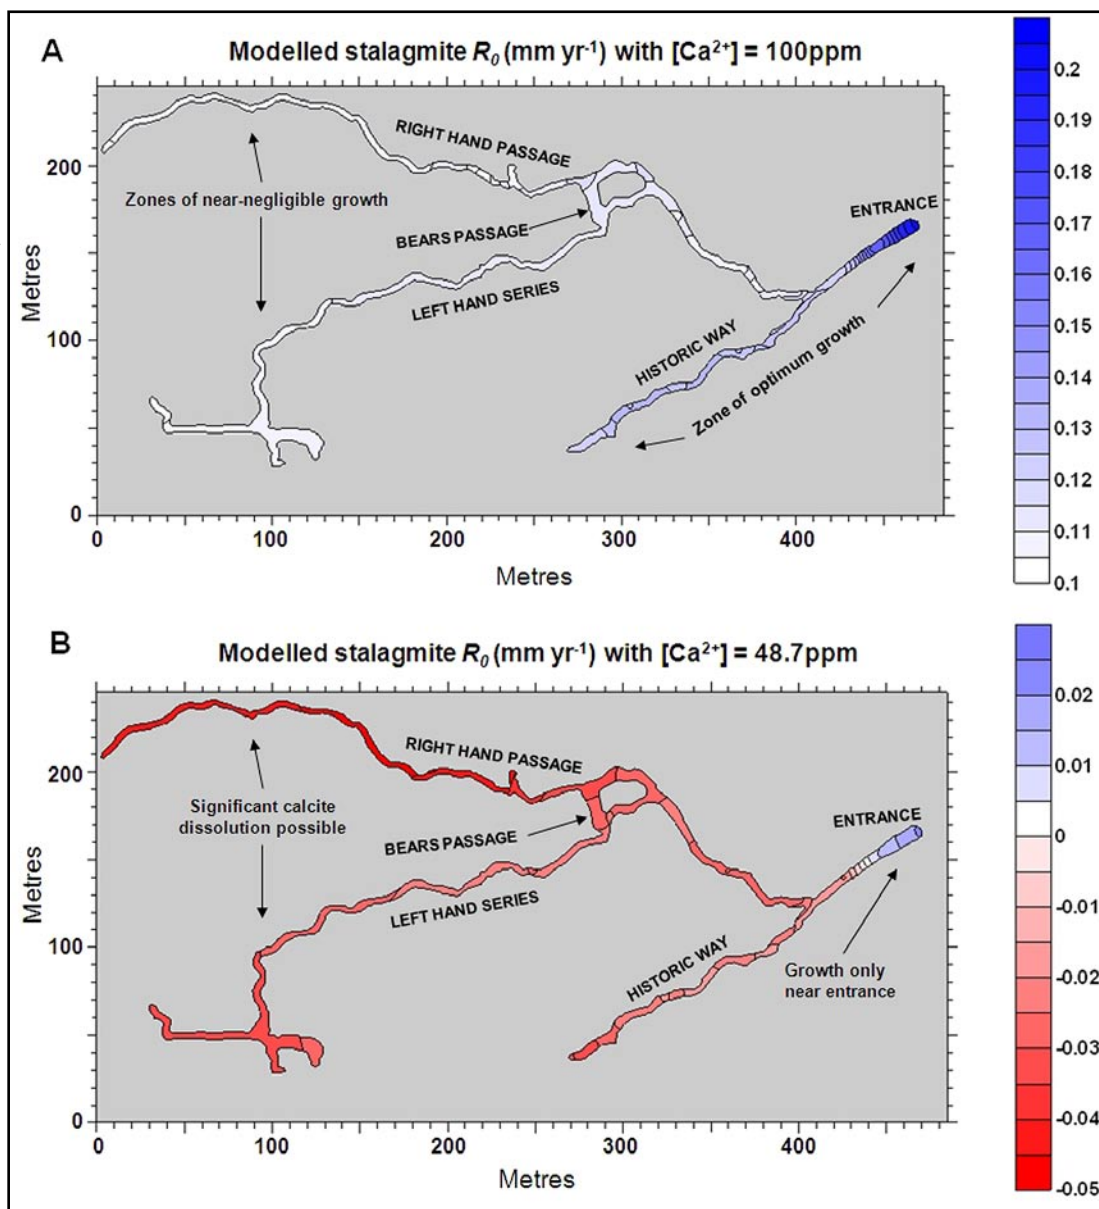 A
Modelled stalagmite R₀ (mm yr⁻¹) with [Ca²⁺] = 100ppm
RIGHT HAND PASSAGE
Zones of near-negligible growth
BEARS PASSAGE
LEFT HAND SERIES
ENTRANCE
HISTORIC WAY
Zone of optimum growth
Metres
200
100
0
0 100 200 300 400
Metres
0.2
0.19
0.18
0.17
0.16
0.15
0.14
0.13
0.12
0.11
0.1
B
Modelled stalagmite R₀ (mm yr⁻¹) with [Ca²⁺] = 48.7ppm
RIGHT HAND PASSAGE
Significant calcite
dissolution possible
BEARS PASSAGE
LEFT HAND SERIES
ENTRANCE
HISTORIC WAY
Growth only
near entrance
Metres
200
100
0
0 100 200 300 400
Metres
0.02
0.01
0
-0.01
-0.02
-0.03
-0.04
-0.05